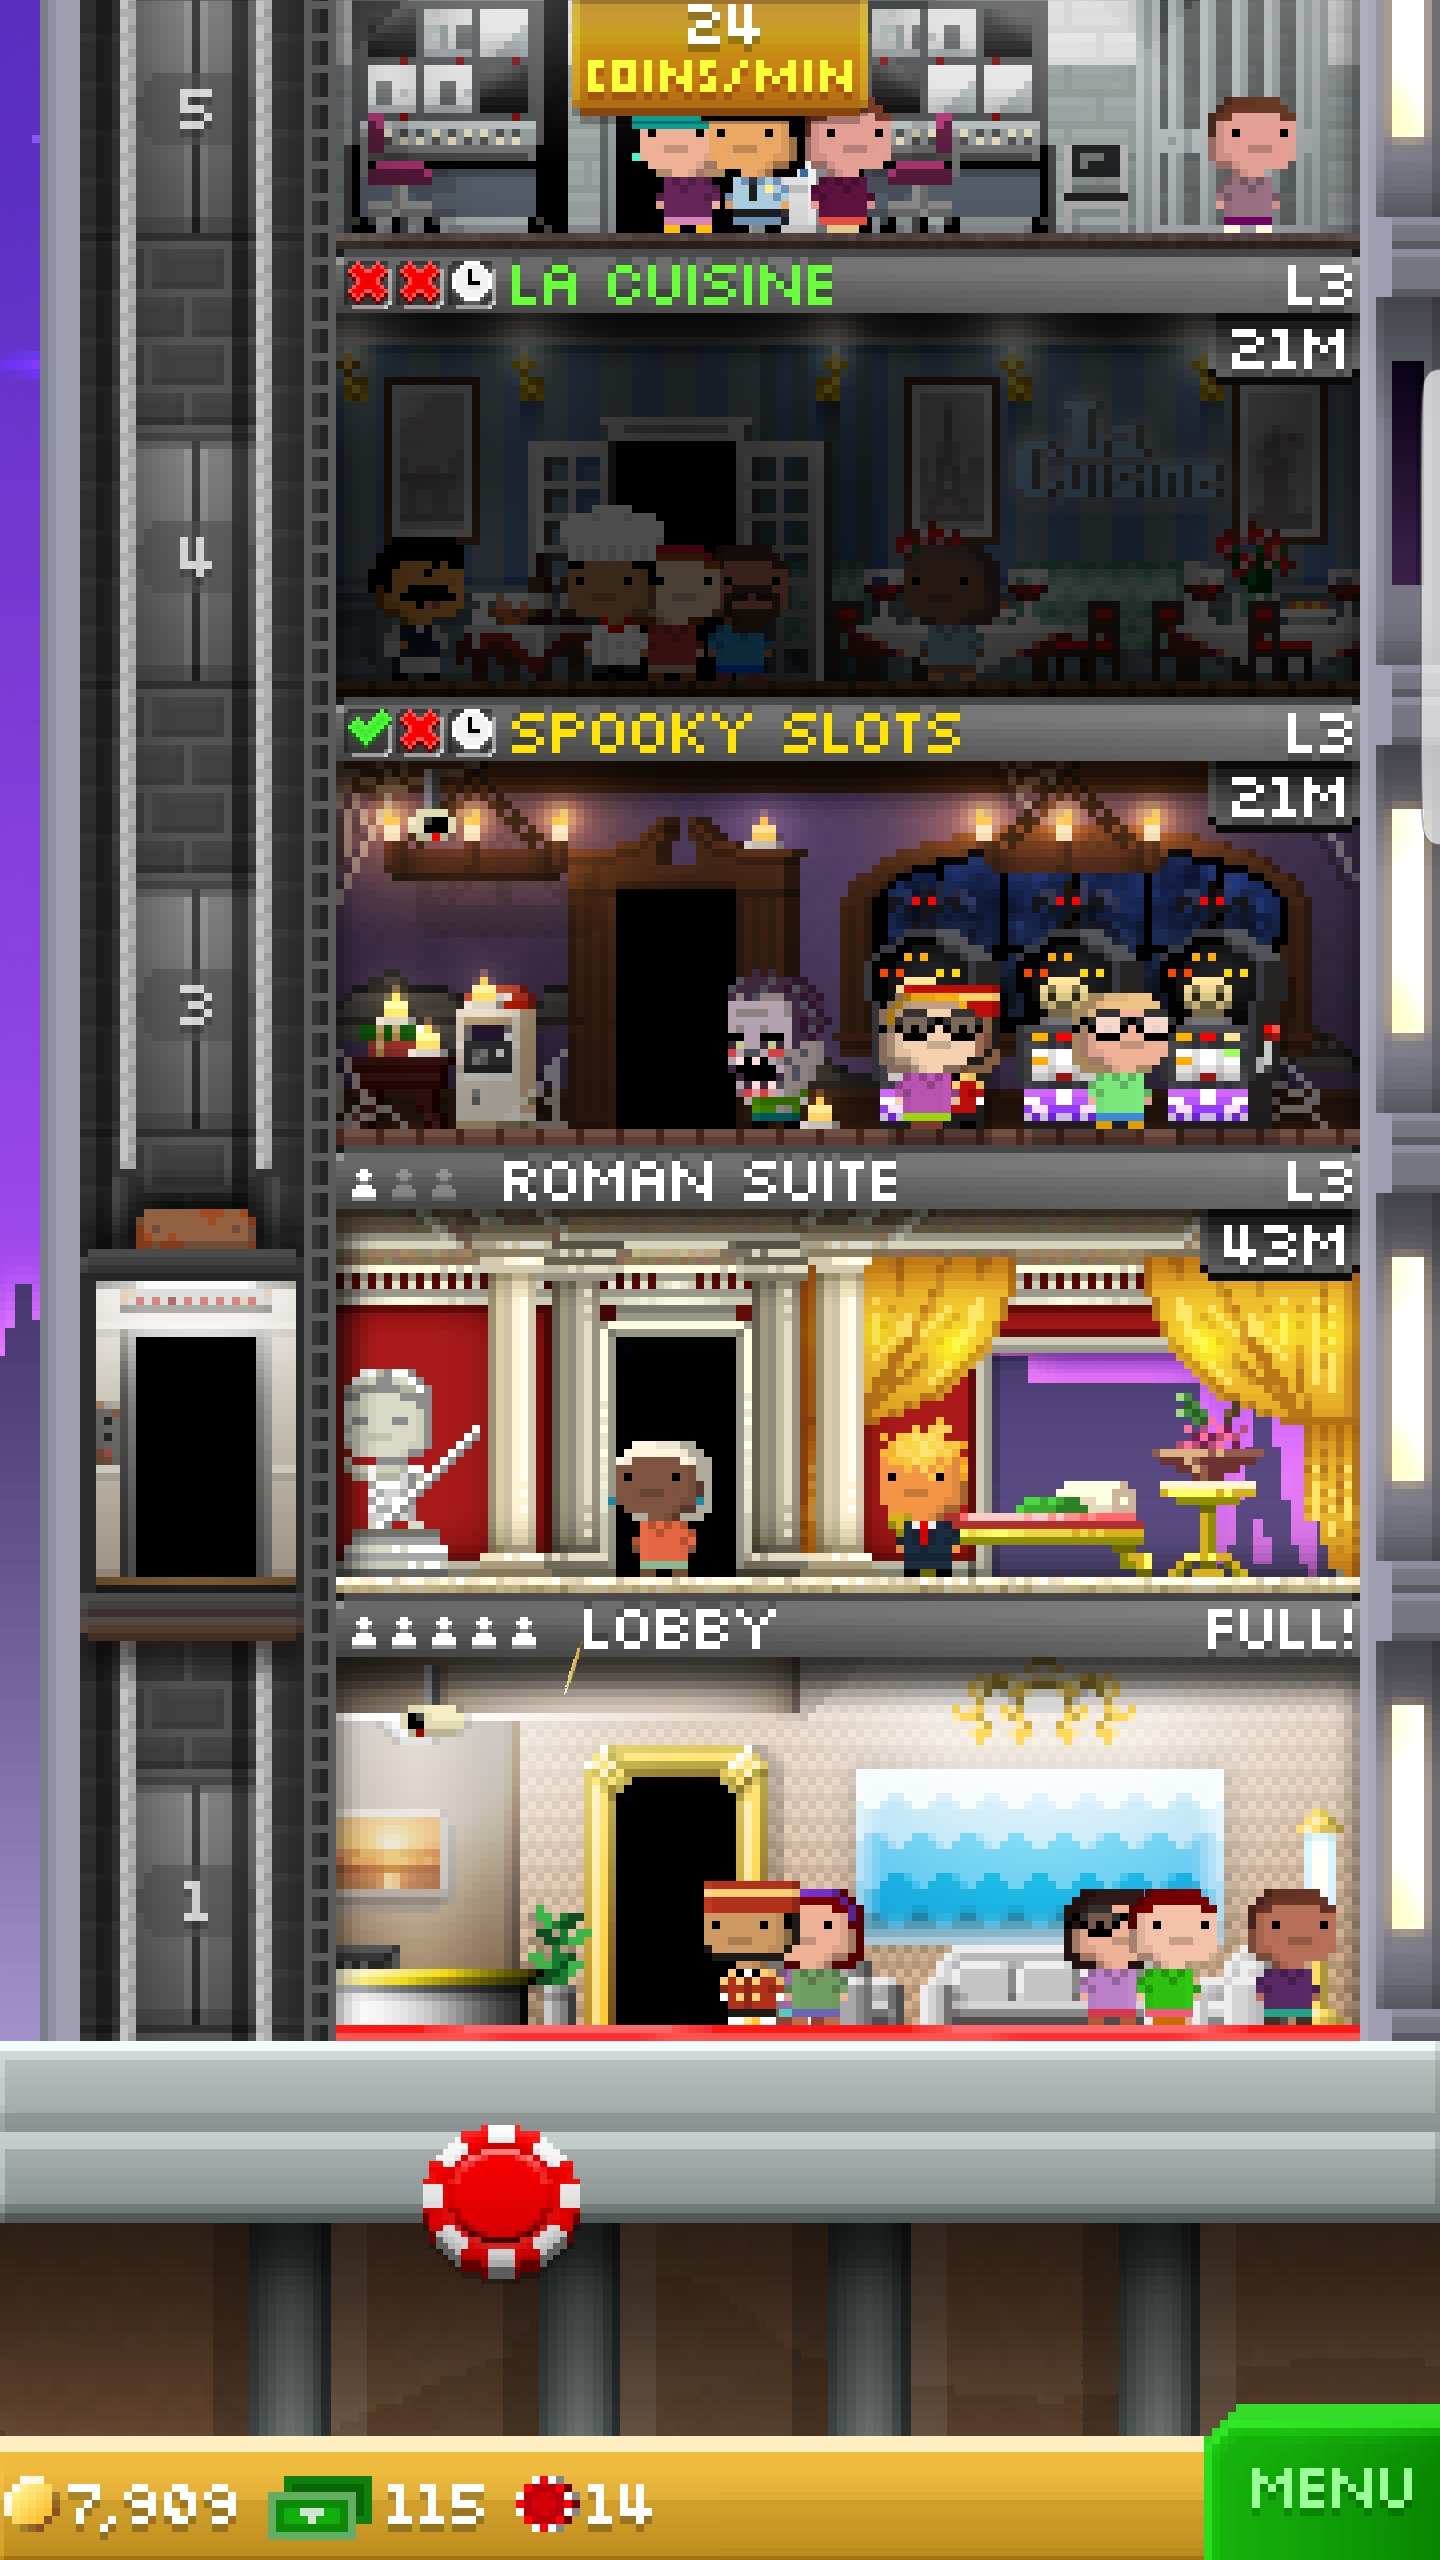 24
COINS/MIN
5
LA CUISINE L3
21M
La
Cuisine
4
SPOOKY SLOTS L3
21M
3
ROMAN SUITE L3
43M
LOBBY FULL!
1
7,909 115 14
MENU